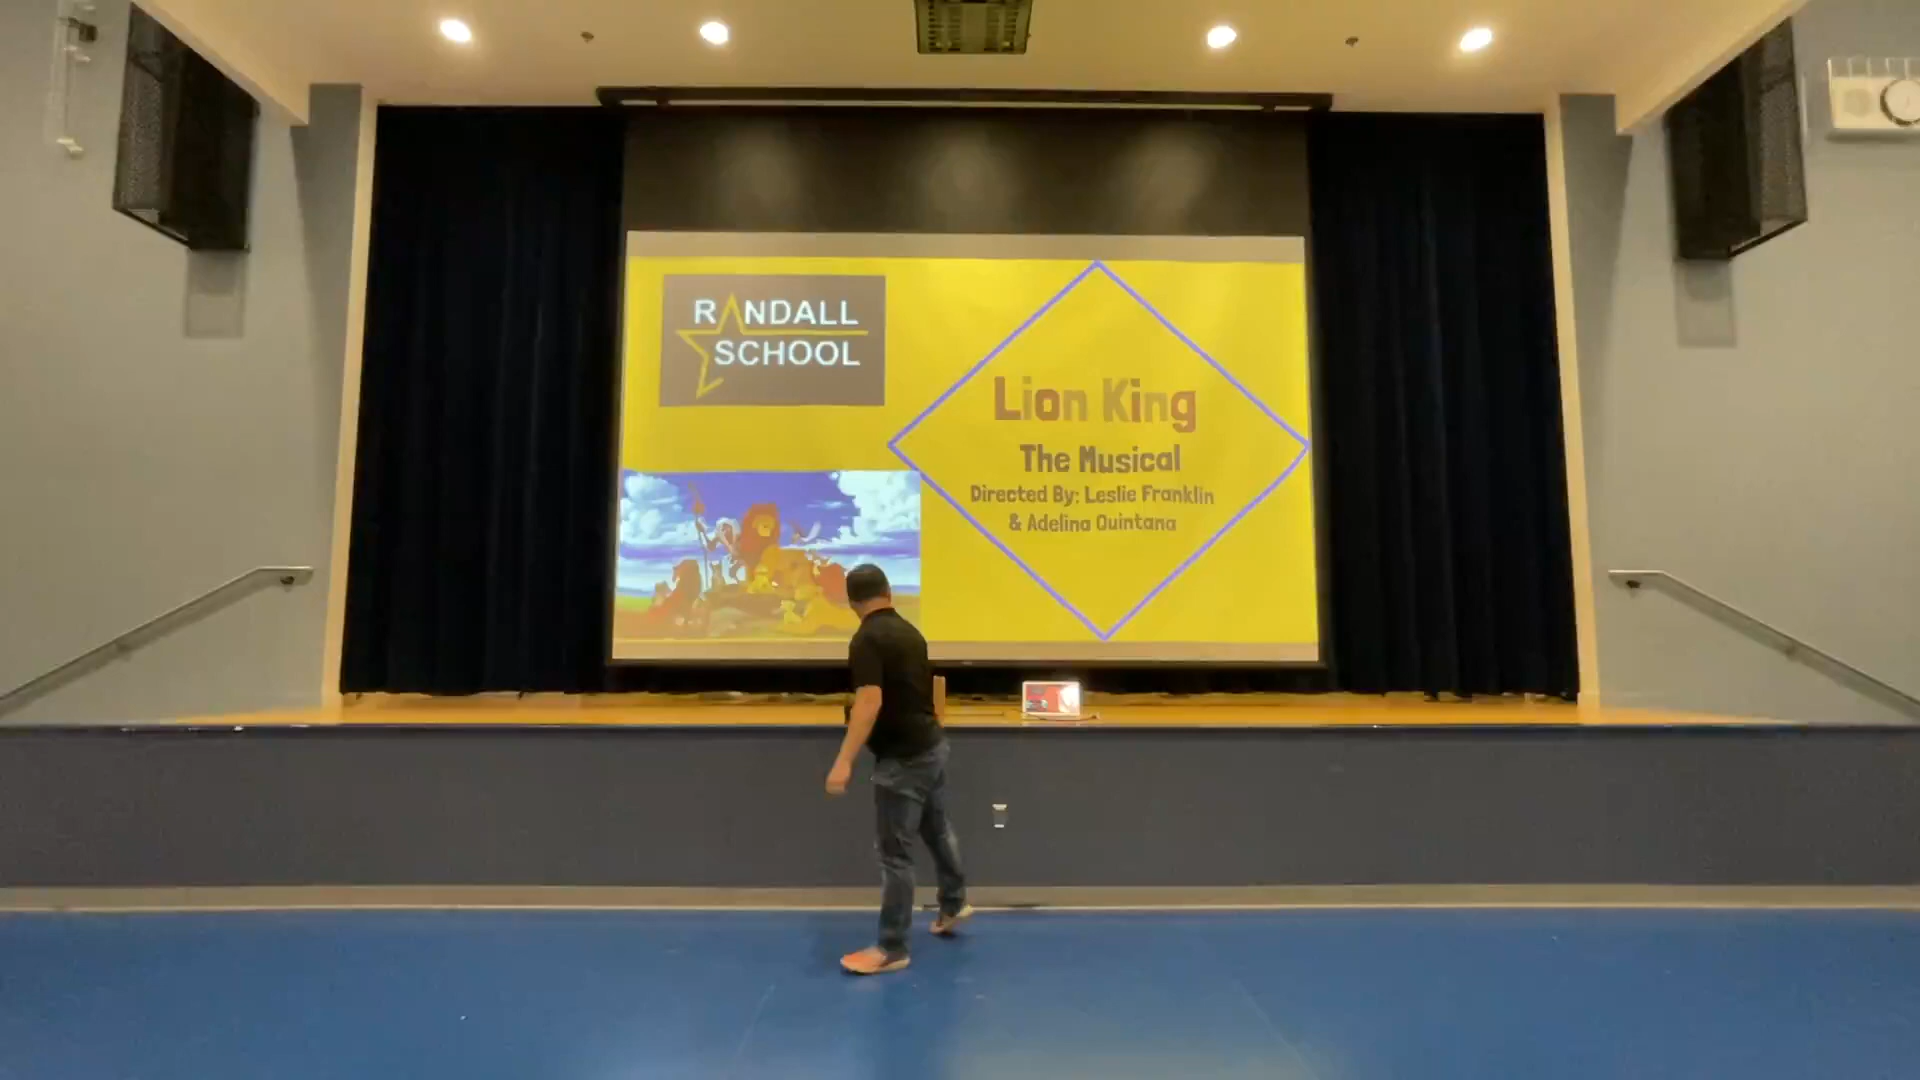 RANDALL
SCHOOL
Lion King
The Musical
Directed By: Leslie Franklin
& Adelina Quintana